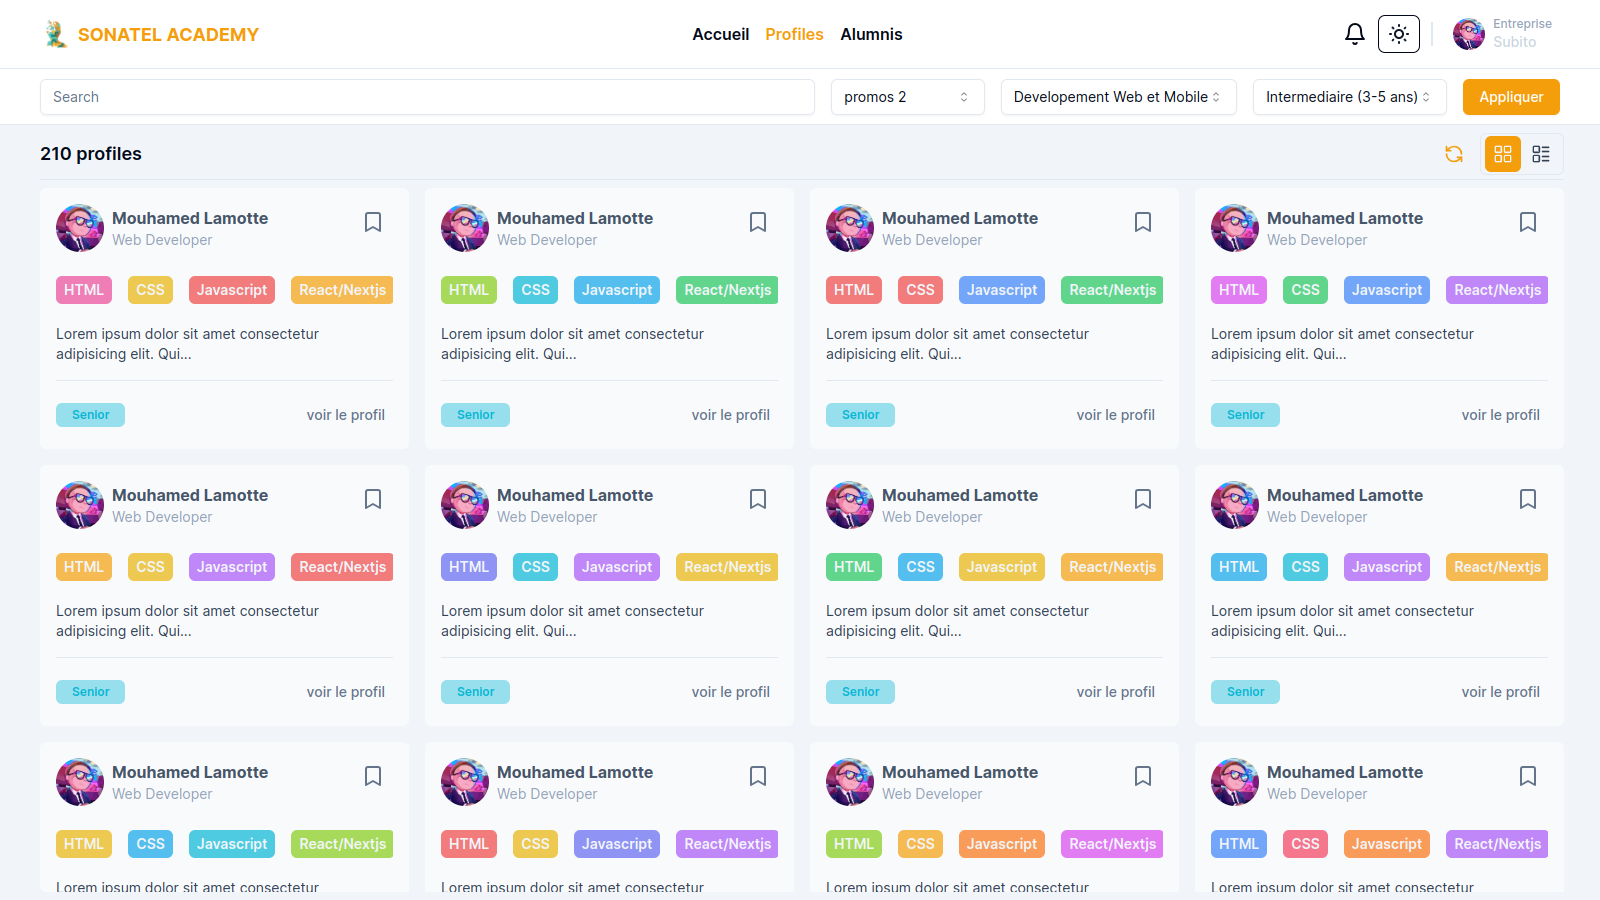 SONATEL ACADEMY
Accueil Profiles Alumnis
Entreprise
Subito
Search
promos 2
Developement Web et Mobile
Intermediaire (3-5 ans)
Appliquer
210 profiles
Mouhamed Lamotte
Web Developer
HTML CSS Javascript React/Nextjs
Lorem ipsum dolor sit amet consectetur
adipisicing elit. Qui...
Senior voir le profil
Mouhamed Lamotte
Web Developer
HTML CSS Javascript React/Nextjs
Lorem ipsum dolor sit amet consectetur
adipisicing elit. Qui...
Senior voir le profil
Mouhamed Lamotte
Web Developer
HTML CSS Javascript React/Nextjs
Lorem ipsum dolor sit amet consectetur
adipisicing elit. Qui...
Senior voir le profil
Mouhamed Lamotte
Web Developer
HTML CSS Javascript React/Nextjs
Lorem ipsum dolor sit amet consectetur
adipisicing elit. Qui...
Senior voir le profil
Mouhamed Lamotte
Web Developer
HTML CSS Javascript React/Nextjs
Lorem ipsum dolor sit amet consectetur
adipisicing elit. Qui...
Senior voir le profil
Mouhamed Lamotte
Web Developer
HTML CSS Javascript React/Nextjs
Lorem ipsum dolor sit amet consectetur
adipisicing elit. Qui...
Senior voir le profil
Mouhamed Lamotte
Web Developer
HTML CSS Javascript React/Nextjs
Lorem ipsum dolor sit amet consectetur
adipisicing elit. Qui...
Senior voir le profil
Mouhamed Lamotte
Web Developer
HTML CSS Javascript React/Nextjs
Lorem ipsum dolor sit amet consectetur
adipisicing elit. Qui...
Senior voir le profil
Mouhamed Lamotte
Web Developer
HTML CSS Javascript React/Nextjs
Lorem ipsum dolor sit amet consectetur
Mouhamed Lamotte
Web Developer
HTML CSS Javascript React/Nextjs
Lorem ipsum dolor sit amet consectetur
Mouhamed Lamotte
Web Developer
HTML CSS Javascript React/Nextjs
Lorem ipsum dolor sit amet consectetur
Mouhamed Lamotte
Web Developer
HTML CSS Javascript React/Nextjs
Lorem ipsum dolor sit amet consectetur